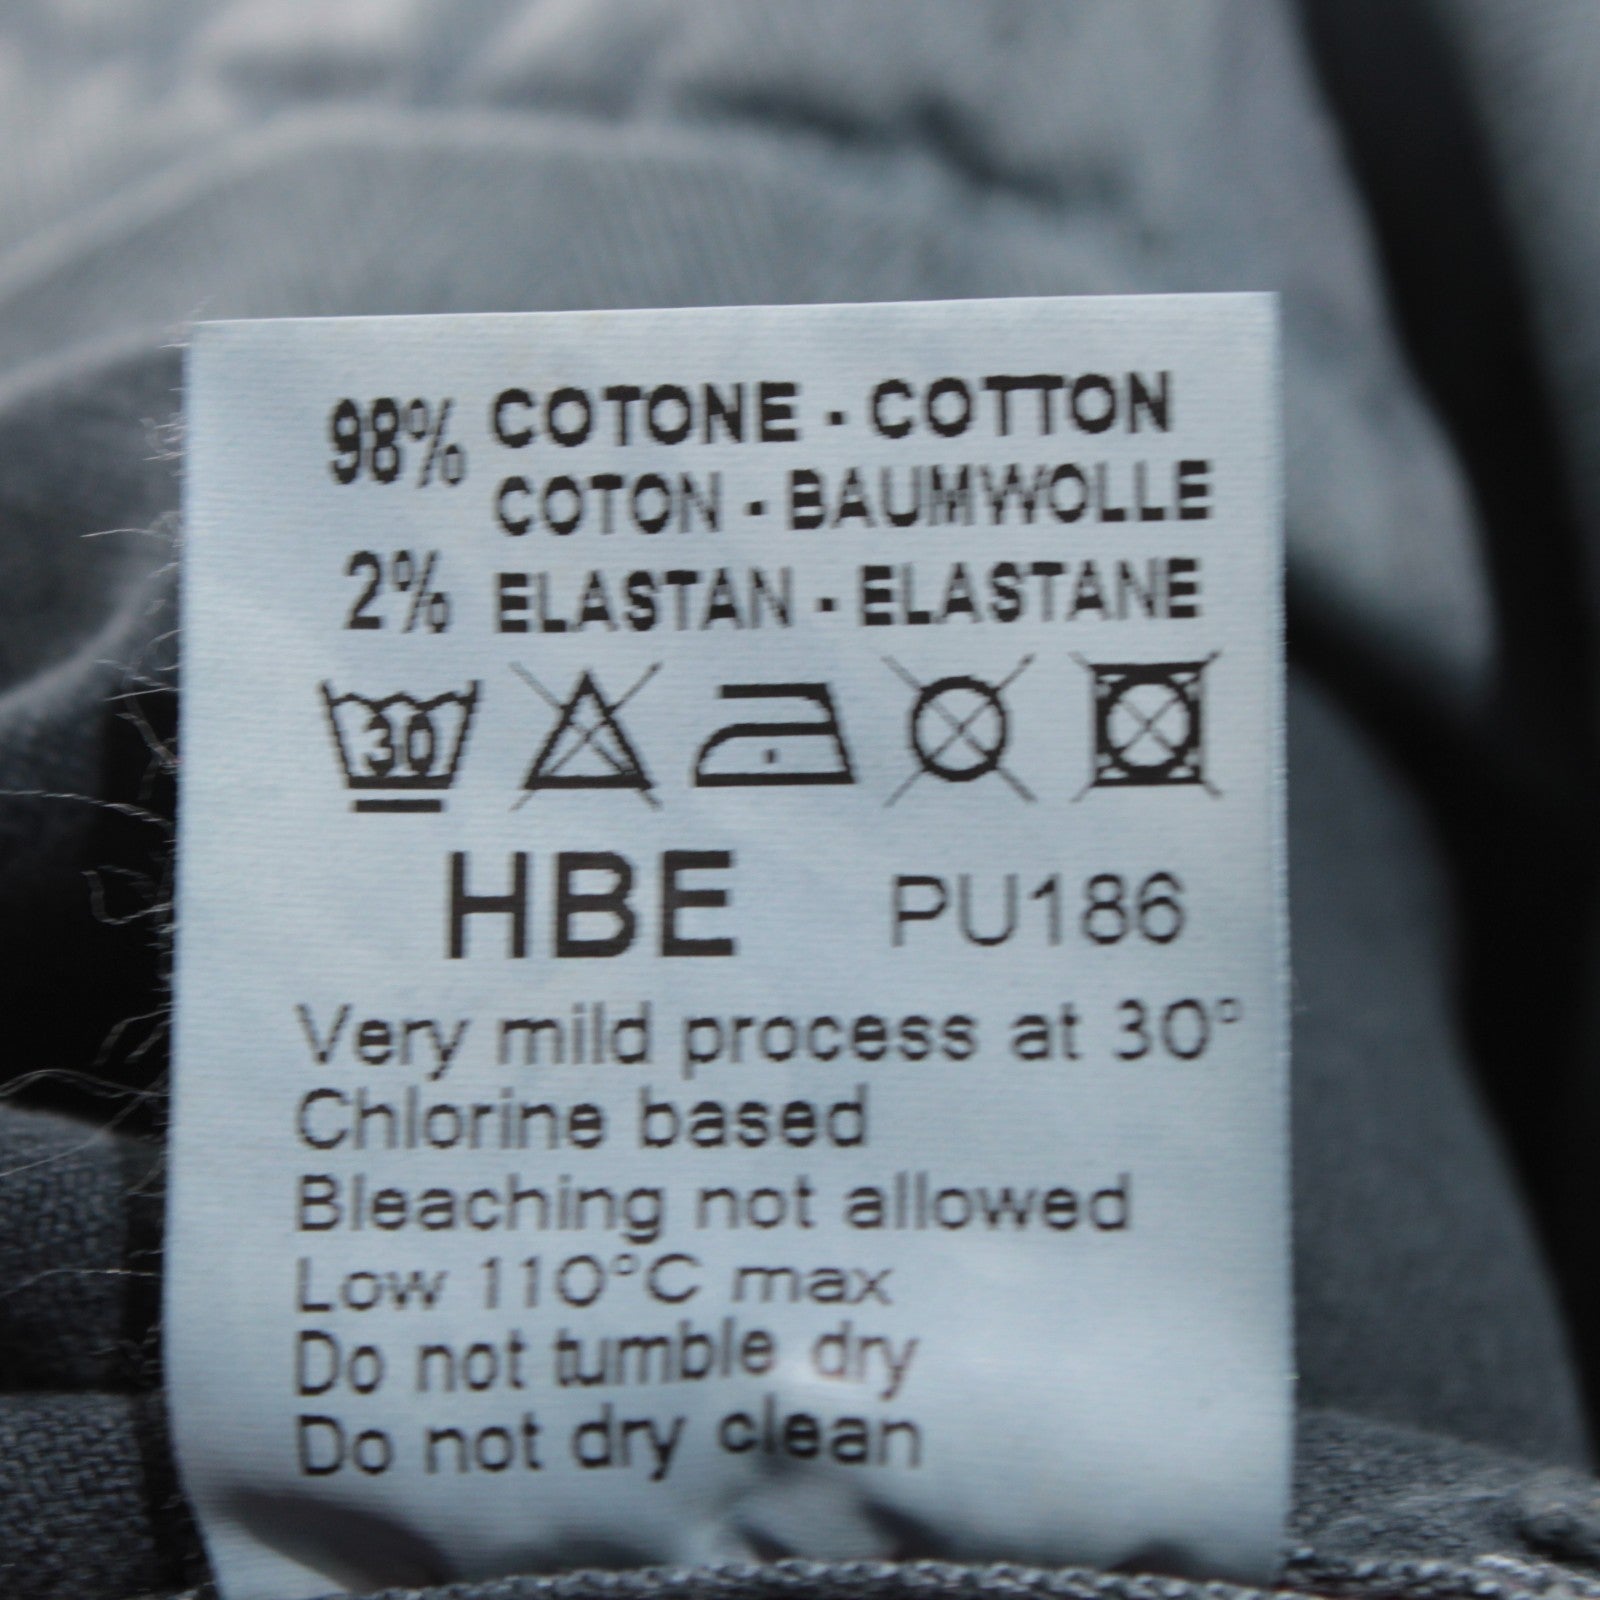 98% COTONE - COTTON
COTON - BAUMWOLLE
2% ELASTAN - ELASTANE
30
HBE PU186
Very mild process at 30°
Chlorine based
Bleaching not allowed
Low 110°C max
Do not tumble dry
Do not dry clean